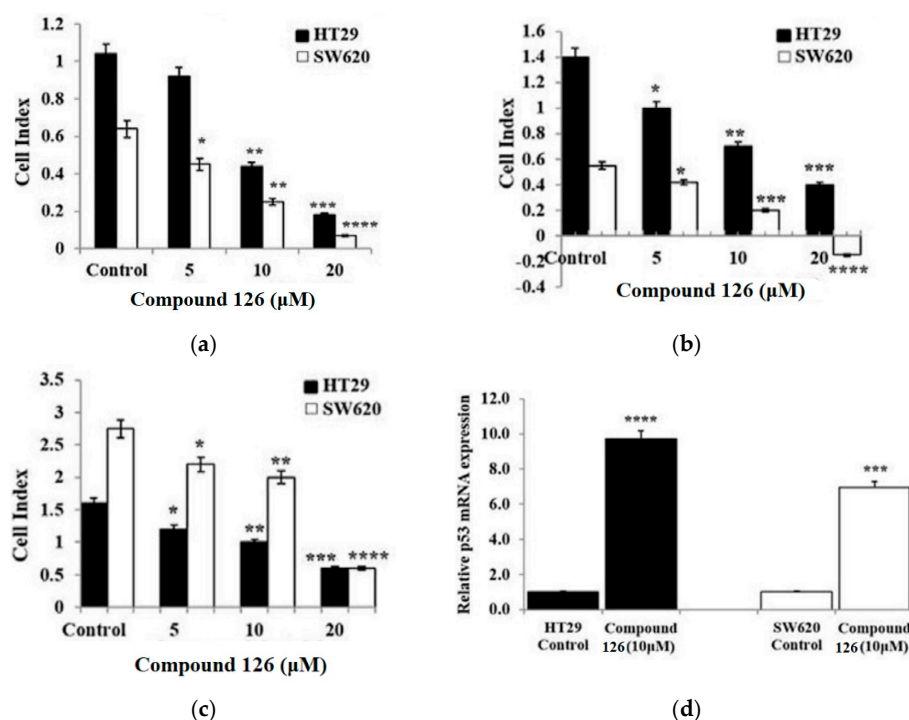 1.2
1
0.8
0.6
0.4
0.2
0
Cell Index
HT29
SW620
*
**
**
***
****
Control 5 10 20
Compound 126 (μM)
(a)
1.6
1.4
1.2
1
0.8
0.6
0.4
0.2
0
-0.2
-0.4
Cell Index
HT29
SW620
*
*
**
***
***
****
Control 5 10 20
Compound 126 (μM)
(b)
3.5
3
2.5
2
1.5
1
0.5
0
Cell Index
HT29
SW620
*
*
**
**
*** ****
Control 5 10 20
Compound 126 (μM)
(c)
12.0
10.0
8.0
6.0
4.0
2.0
0.0
Relative p53 mRNA expression
****
***
HT29
Control
Compound
126 (10μM)
SW620
Control
Compound
126 (10μM)
(d)